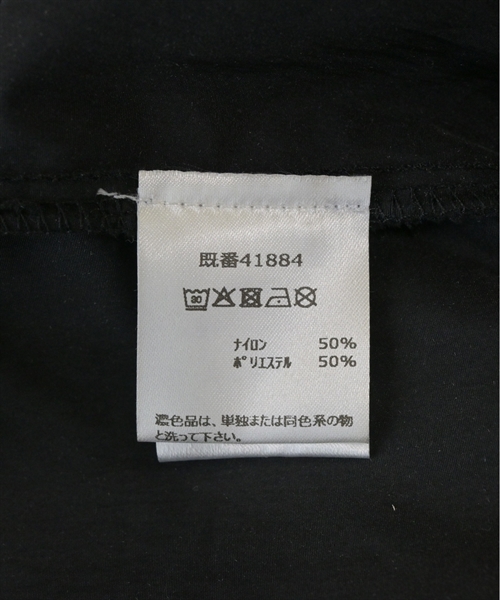 既番41884
30
ナイロン 50%
ポリエステル 50%
濃色品は、単独または同色系の物
と洗って下さい。